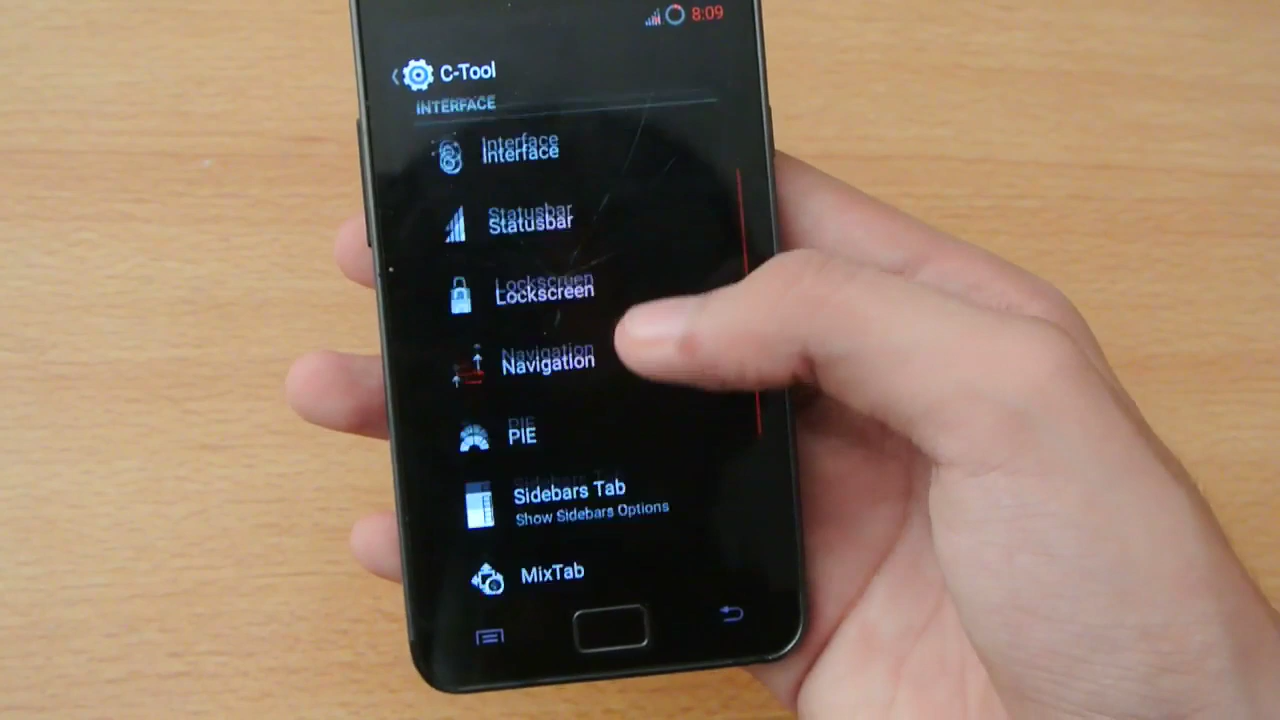 8:09
C-Tool
INTERFACE
Interface
Statusbar
Lockscreen
Navigation
PIE
Sidebars Tab
Show Sidebars Options
MixTab